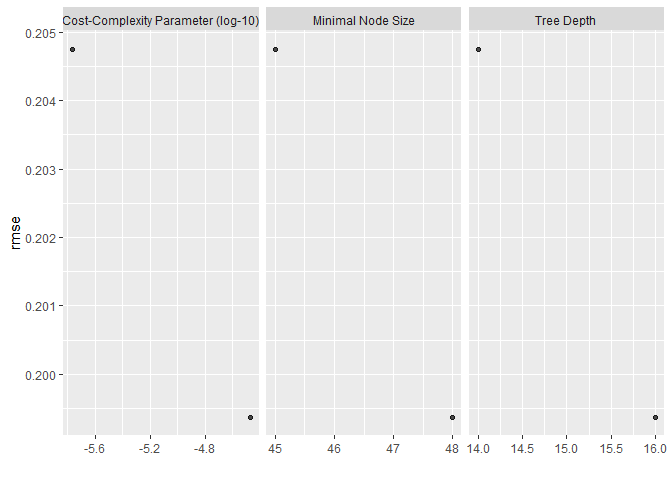 Cost-Complexity Parameter (log-10) Minimal Node Size Tree Depth
0.205
0.204
0.203
0.202
0.201
0.200
rmse
-5.6 -5.2 -4.8 45 46 47 48 14.0 14.5 15.0 15.5 16.0